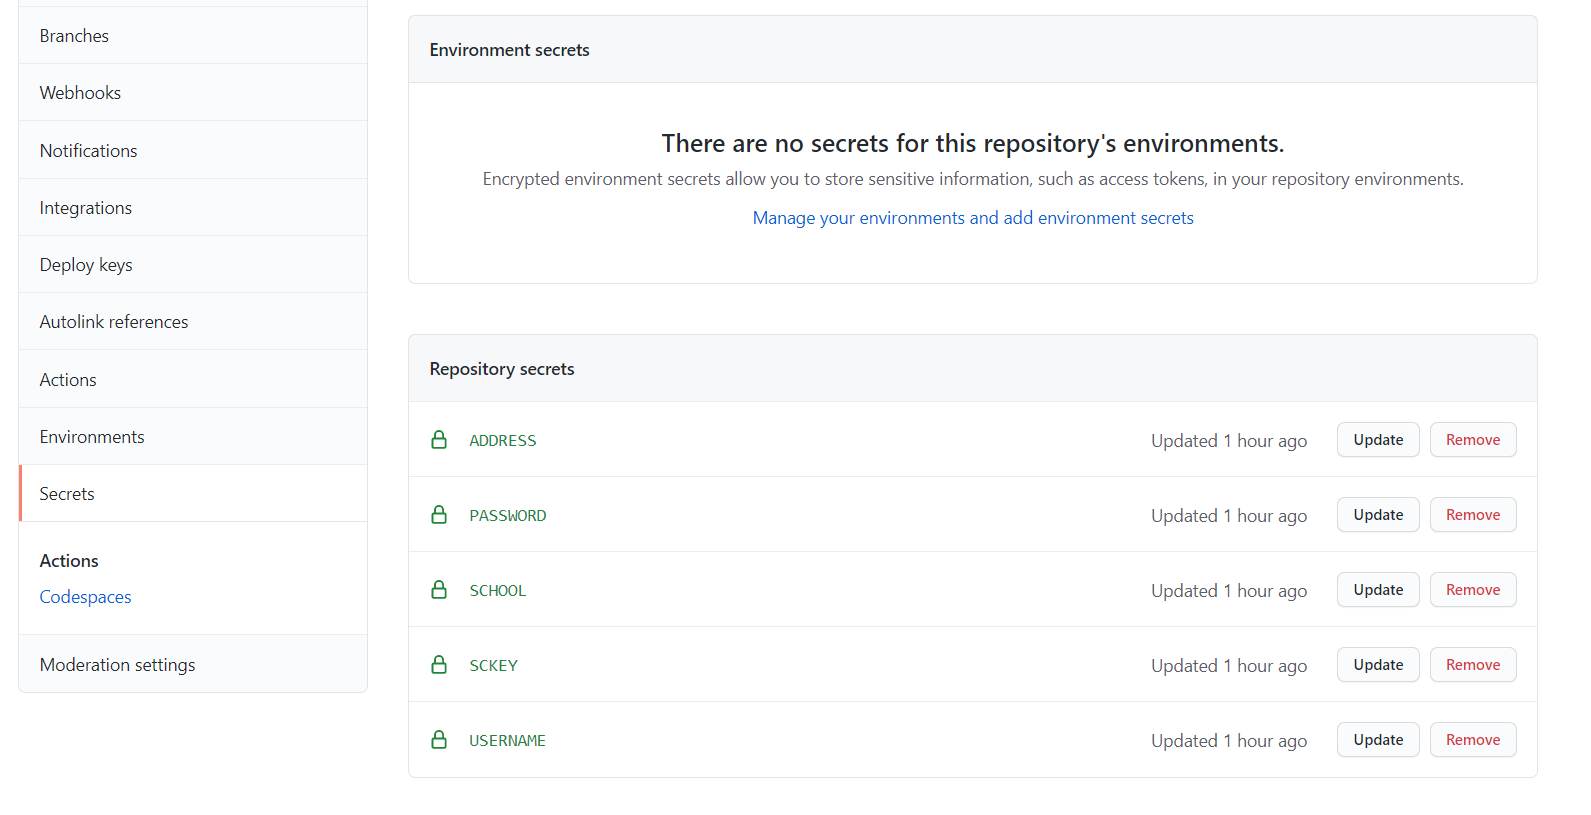 Branches
Webhooks
Notifications
Integrations
Deploy keys
Autolink references
Actions
Environments
Secrets
Actions
Codespaces
Moderation settings
Environment secrets
There are no secrets for this repository's environments.
Encrypted environment secrets allow you to store sensitive information, such as access tokens, in your repository environments.
Manage your environments and add environment secrets
Repository secrets
ADDRESS Updated 1 hour ago Update Remove
PASSWORD Updated 1 hour ago Update Remove
SCHOOL Updated 1 hour ago Update Remove
SCKEY Updated 1 hour ago Update Remove
USERNAME Updated 1 hour ago Update Remove